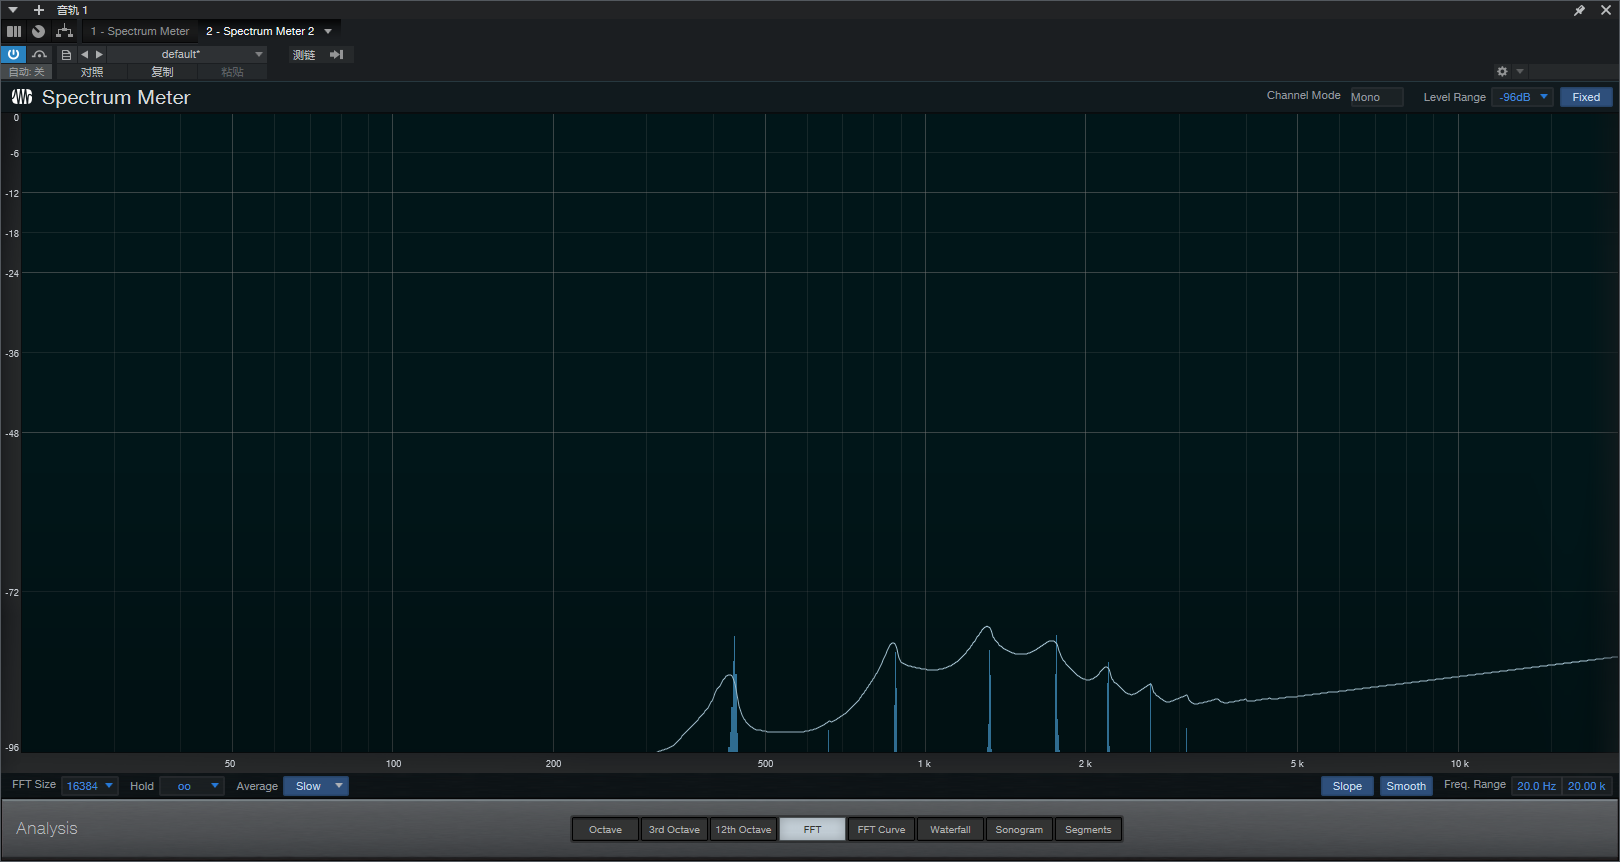 音轨 1
1 - Spectrum Meter 2 - Spectrum Meter 2
default* 测链
自动: 关 对照 复制 粘贴
Spectrum Meter Channel Mode Mono Level Range -96dB Fixed
0
-6
-12
-18
-24
-36
-48
-72
-96
50 100 200 500 1 k 2 k 5 k 10 k
FFT Size 16384 Hold oo Average Slow Slope Smooth Freq. Range 20.0 Hz 20.00 k
Analysis Octave 3rd Octave 12th Octave FFT FFT Curve Waterfall Sonogram Segments